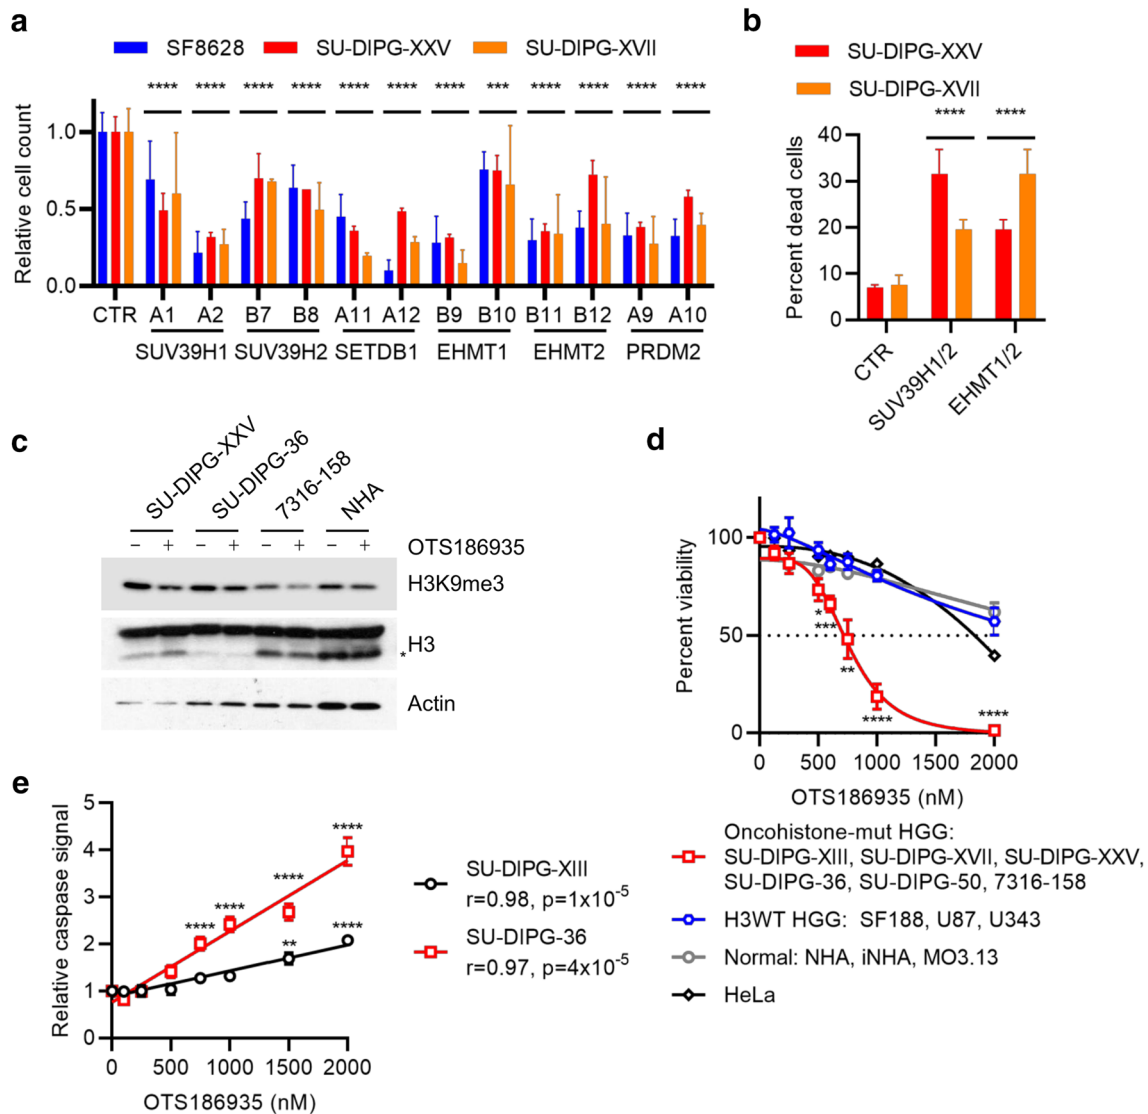 a
SF8628 SU-DIPG-XXV SU-DIPG-XVII
**** **** **** **** **** **** **** *** **** **** **** ****
Relative cell count
1.0
0.5
0.0
CTR A1 A2 B7 B8 A11 A12 B9 B10 B11 B12 A9 A10
SUV39H1 SUV39H2 SETDB1 EHMT1 EHMT2 PRDM2
b
SU-DIPG-XXV
SU-DIPG-XVII
**** ****
Percent dead cells
40
30
20
10
0
CTR
SUV39H1/2
EHMT1/2
c
SU-DIPG-XXV
SU-DIPG-36
7316-158
NHA
− + − + − + − + OTS186935
H3K9me3
H3
*
Actin
d
Percent viability
100
50
0
*
***
**
****
****
0 500 1000 1500 2000
OTS186935 (nM)
Oncohistone-mut HGG:
SU-DIPG-XIII, SU-DIPG-XVII, SU-DIPG-XXV,
SU-DIPG-36, SU-DIPG-50, 7316-158
H3WT HGG: SF188, U87, U343
Normal: NHA, iNHA, MO3.13
HeLa
e
Relative caspase signal
5
4
3
2
1
0
****
****
****
****
**
****
0 500 1000 1500 2000
OTS186935 (nM)
SU-DIPG-XIII
r=0.98, p=1x10⁻⁵
SU-DIPG-36
r=0.97, p=4x10⁻⁵